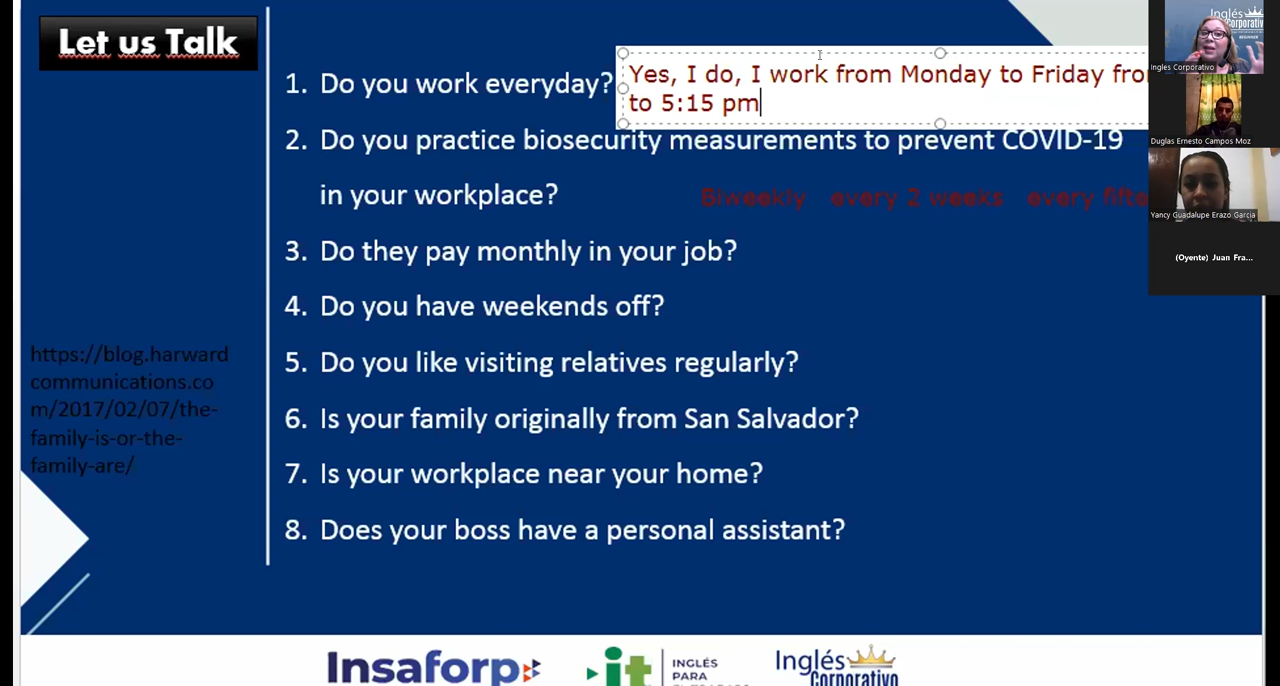 Let us Talk
1. Do you work everyday?
Yes, I do, I work from Monday to Friday
to 5:15 pm
2. Do you practice biosecurity measurements to prevent COVID-19
in your workplace?
Biweekly every 2 weeks every
3. Do they pay monthly in your job?
4. Do you have weekends off?
5. Do you like visiting relatives regularly?
6. Is your family originally from San Salvador?
7. Is your workplace near your home?
8. Does your boss have a personal assistant?
https://blog.harward
communications.co
m/2017/02/07/the-
family-is-or-the-
family-are/
Insaforp
it
INGLÉS
PARA
Inglés
Corporativo
Inglés
Corporativo
BEGINNER
Ingles Corporativo
Duglas Ernesto Campos Moz
Yancy Guadalupe Erazo Garcia
(Oyente) Juan Fra...